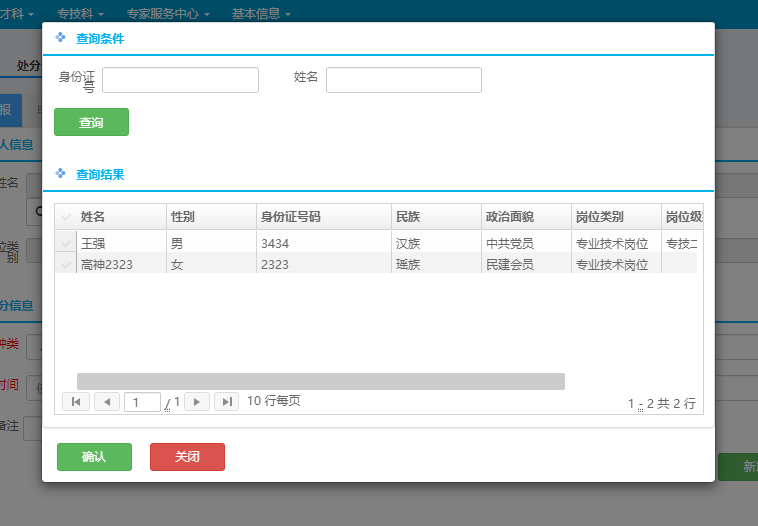 才科 专技科 专家服务中心 基本信息
查询条件
处分
身份证号 姓名
报
查询
人信息
查询结果
姓名
姓名 性别 身份证号码 民族 政治面貌 岗位类别 岗位级
王强 男 3434 汉族 中共党员 专业技术岗位 专技二
位类别
高神2323 女 2323 瑶族 民建会员 专业技术岗位
分信息
种类
时间
1 / 1 10 行每页 1 - 2 共 2 行
备注
确认 关闭
新